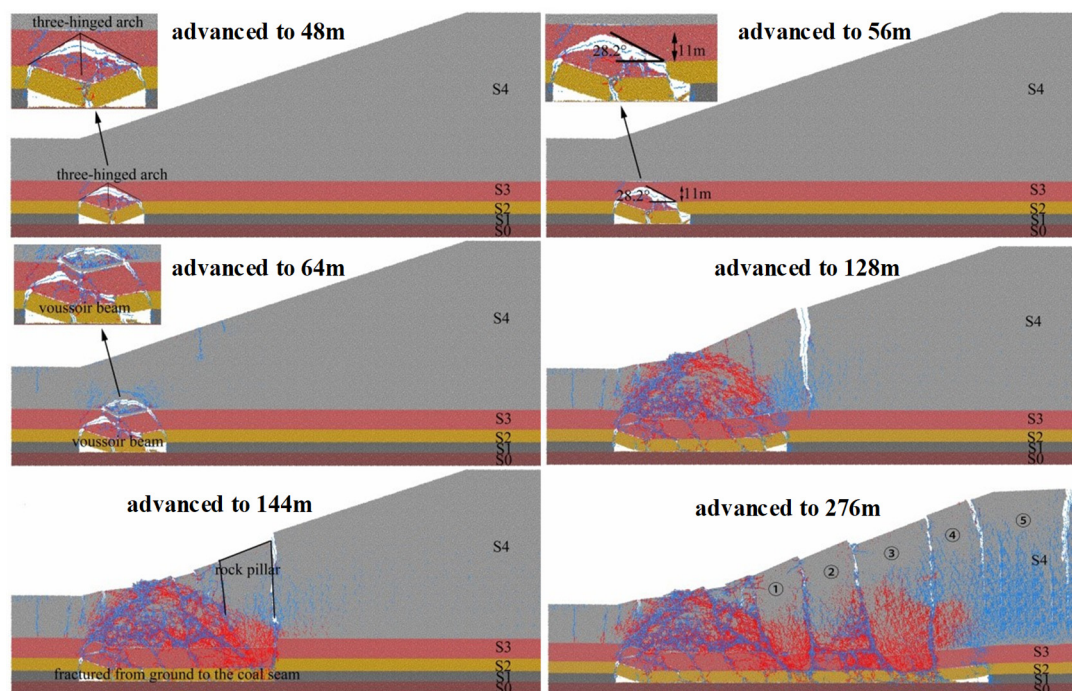 advanced to 48m
three-hinged arch
three-hinged arch
S4
S3
S2
S1
S0
advanced to 56m
28.2°
11m
28.2°
11m
S4
S3
S2
S1
S0
advanced to 64m
voussoir beam
voussoir beam
S4
S3
S2
S1
S0
advanced to 128m
S4
S3
S2
S1
S0
advanced to 144m
rock pillar
fractured from ground to the coal seam
S4
S3
S2
S1
S0
advanced to 276m
①
②
③
④
⑤
S4
S3
S2
S1
S0